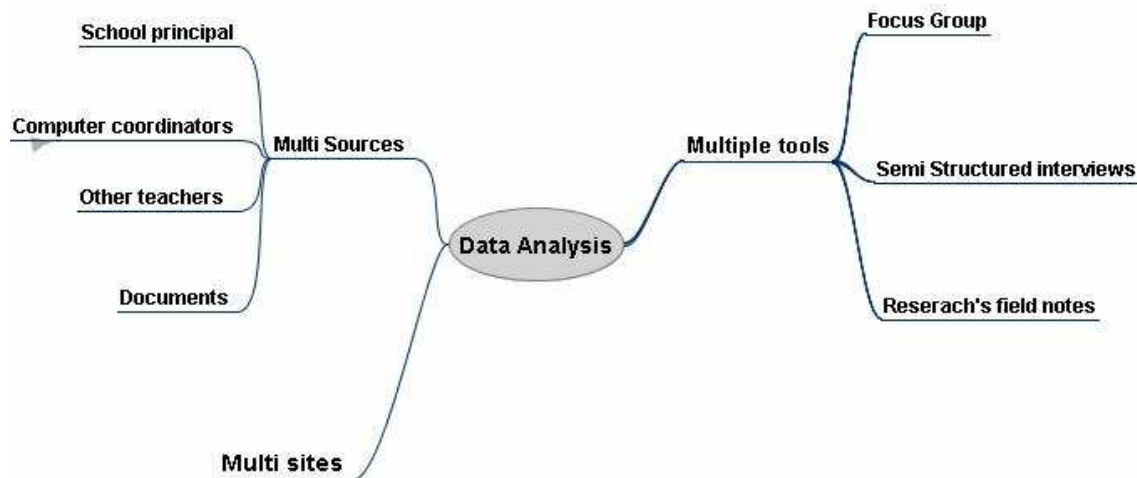 School principal
Computer coordinators
Multi Sources
Other teachers
Documents
Data Analysis
Multi sites
Focus Group
Multiple tools
Semi Structured interviews
Reserach's field notes